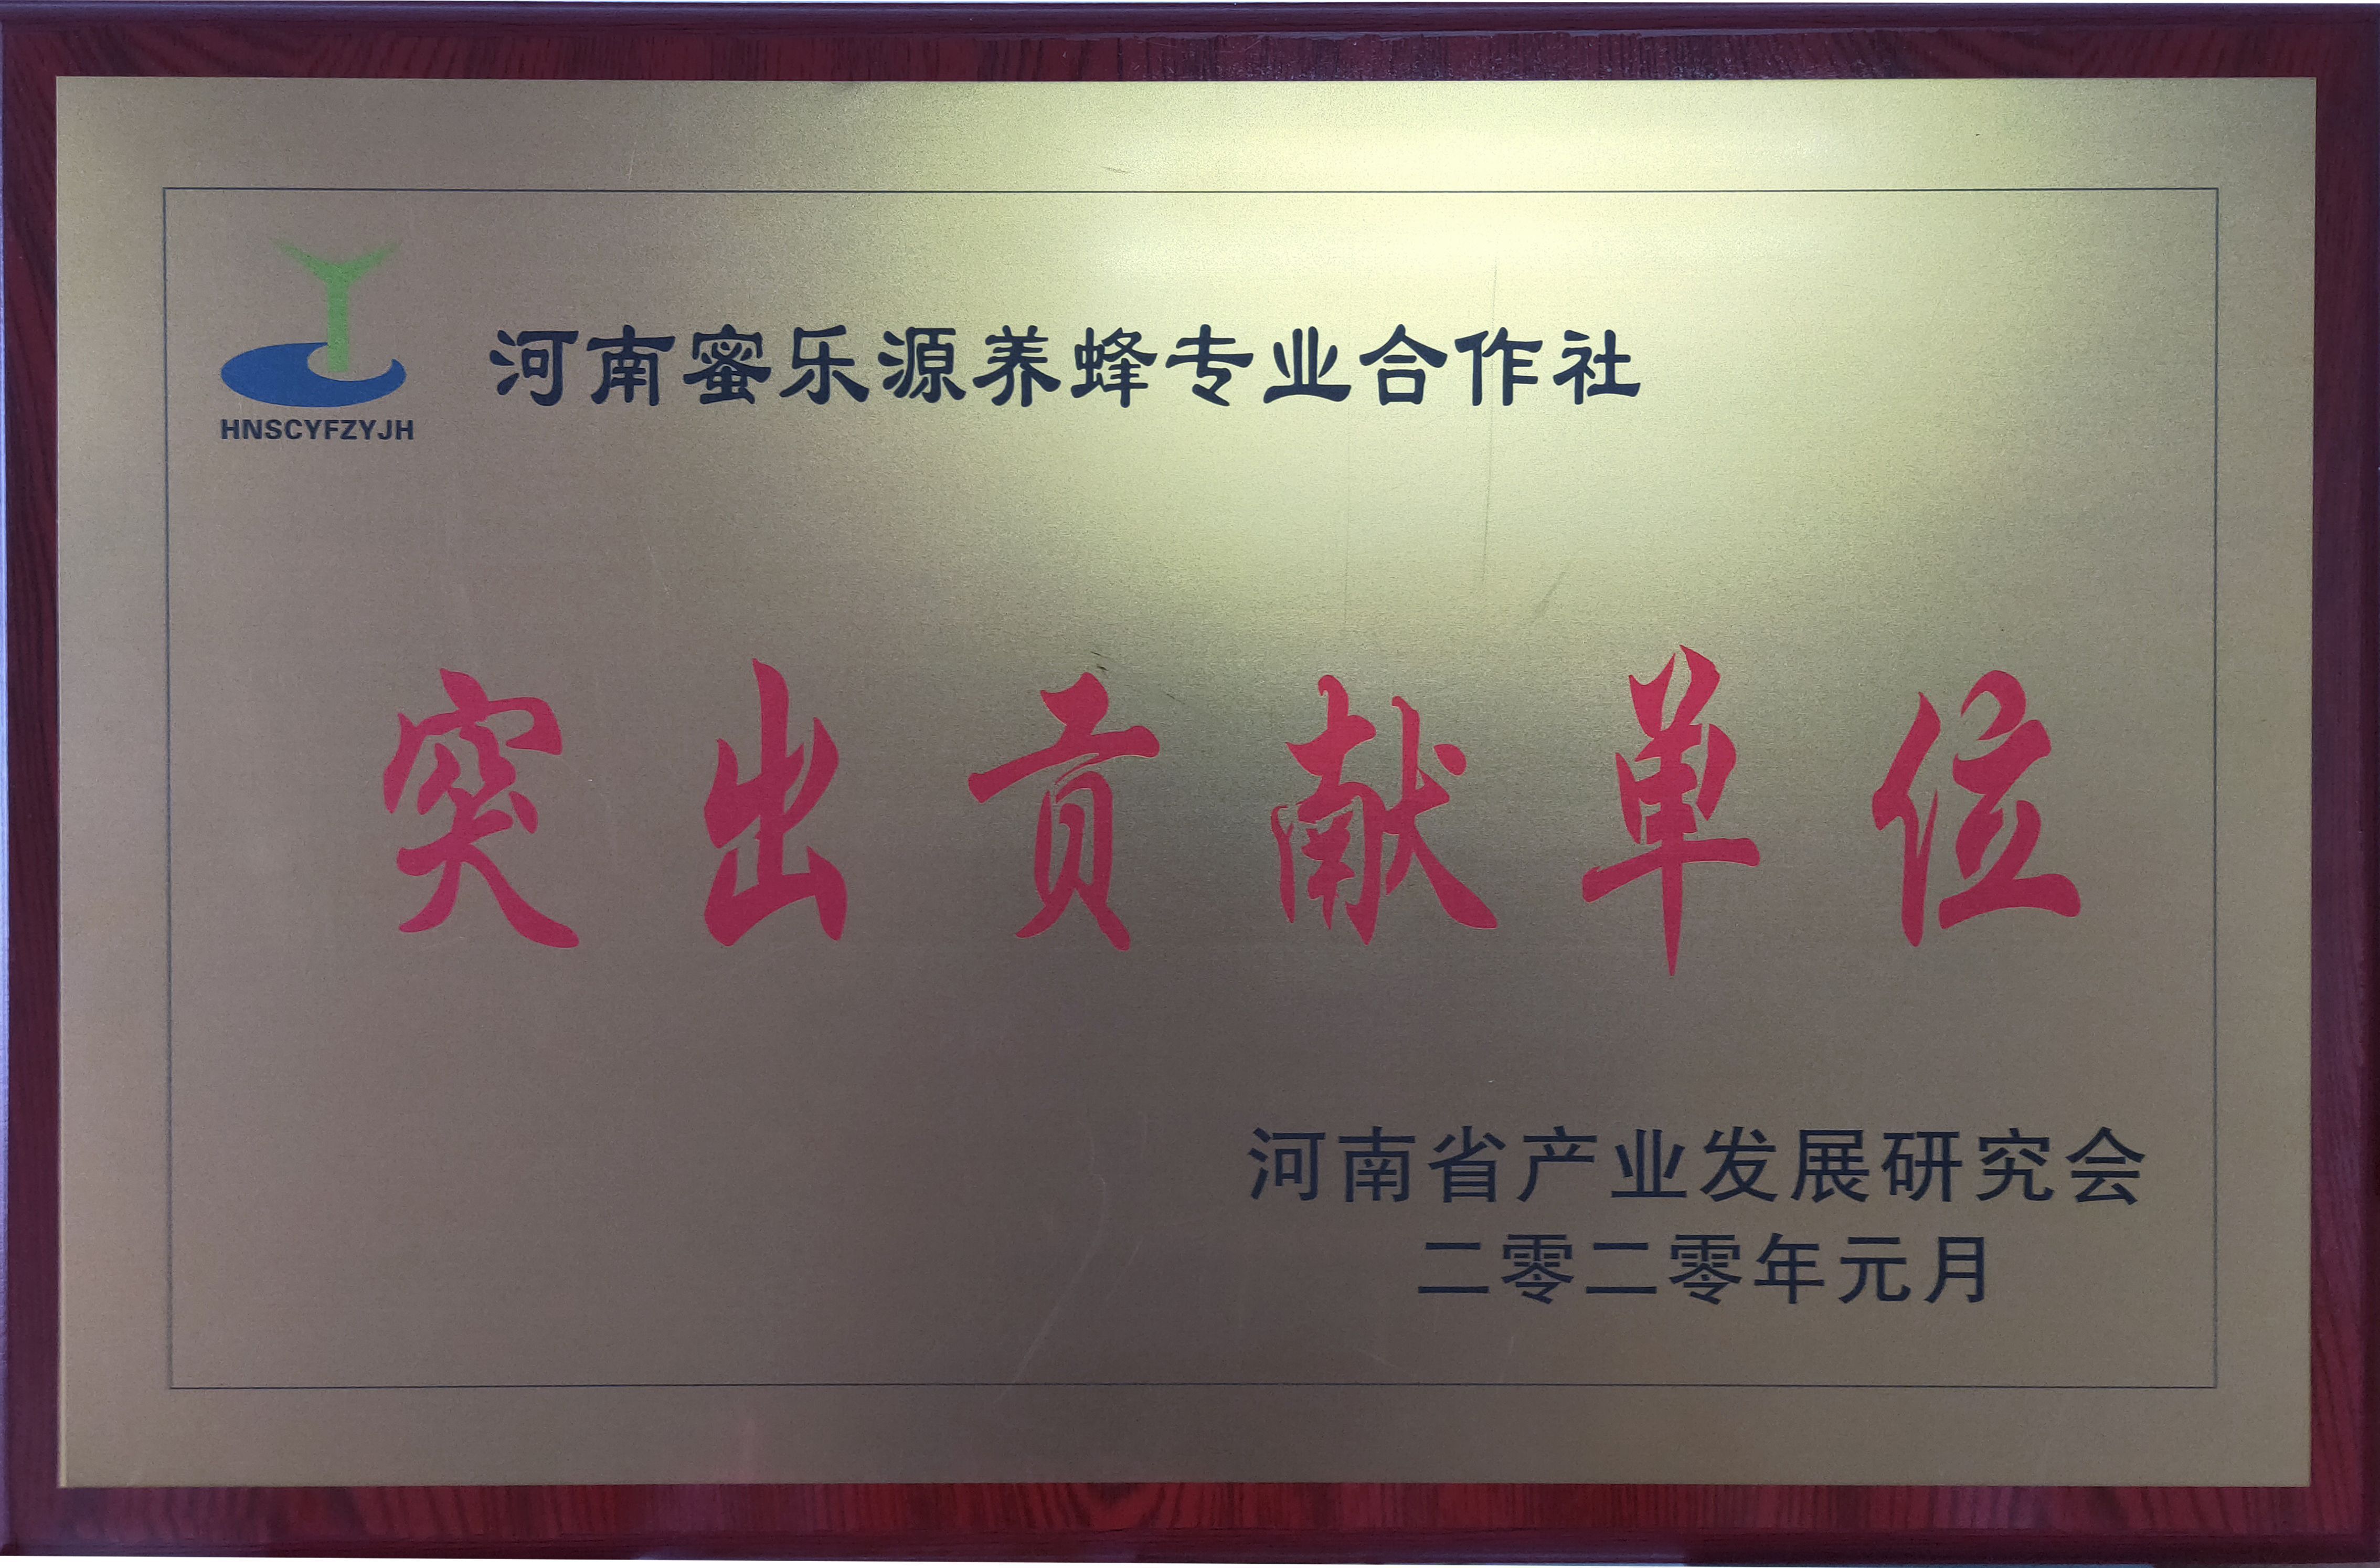 河南蜜乐源养蜂专业合作社
HNSCYFZYJH
突出贡献单位
河南省产业发展研究会
二零二零年元月